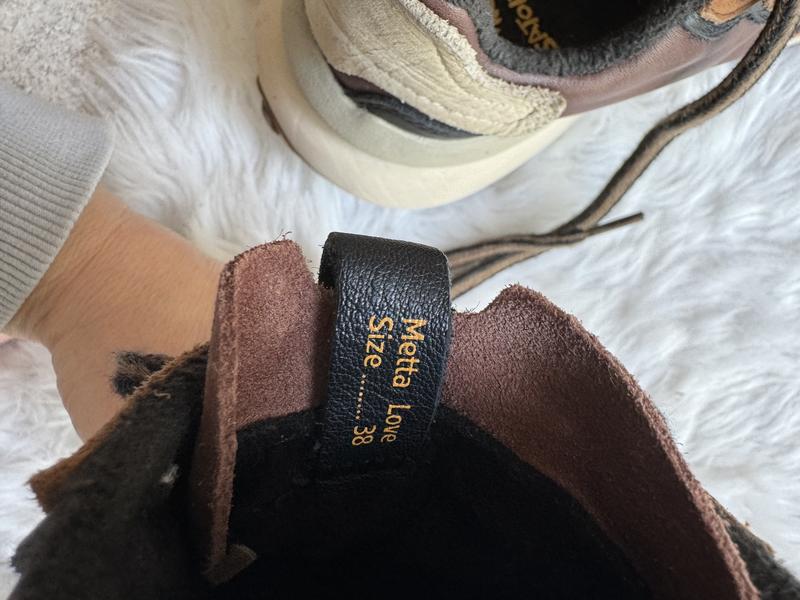 Metta Love
Size ......... 38